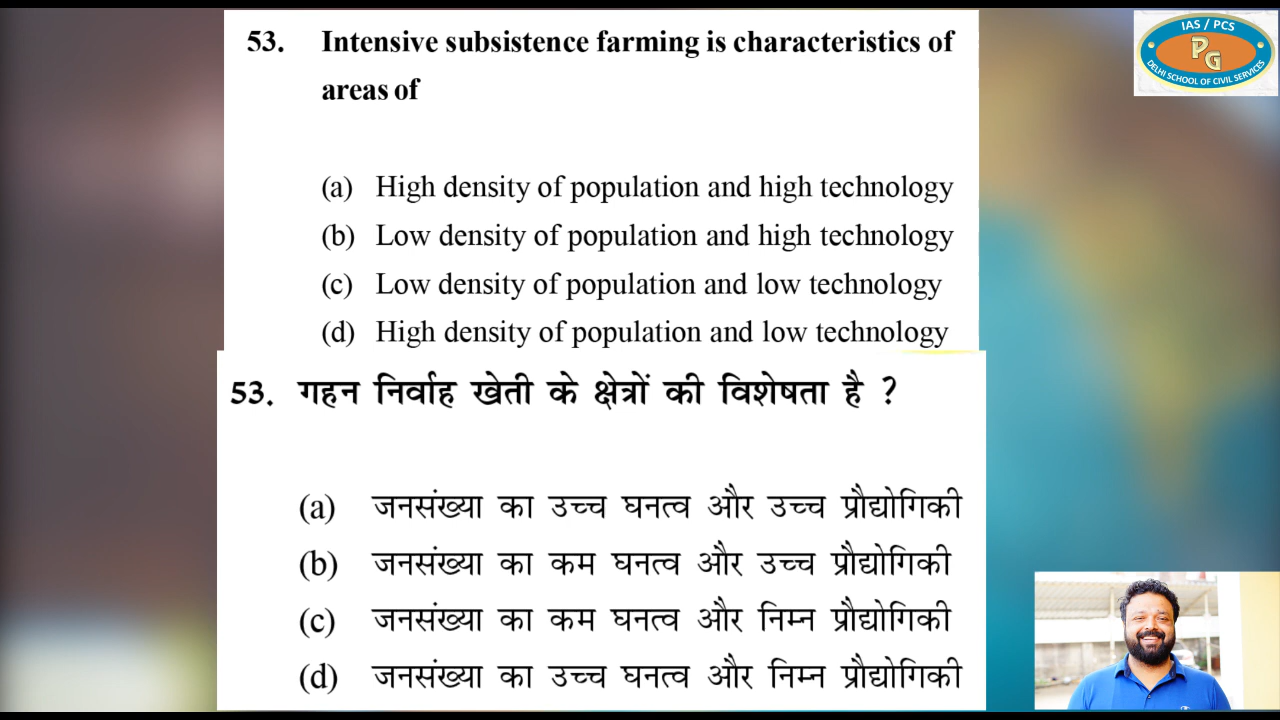 IAS / PCS
PG
DELHI SCHOOL OF CIVIL SERVICES
53. Intensive subsistence farming is characteristics of
areas of
(a) High density of population and high technology
(b) Low density of population and high technology
(c) Low density of population and low technology
(d) High density of population and low technology
53. गहन निर्वाह खेती के क्षेत्रों की विशेषता है ?
(a) जनसंख्या का उच्च घनत्व और उच्च प्रौद्योगिकी
(b) जनसंख्या का कम घनत्व और उच्च प्रौद्योगिकी
(c) जनसंख्या का कम घनत्व और निम्न प्रौद्योगिकी
(d) जनसंख्या का उच्च घनत्व और निम्न प्रौद्योगिकी